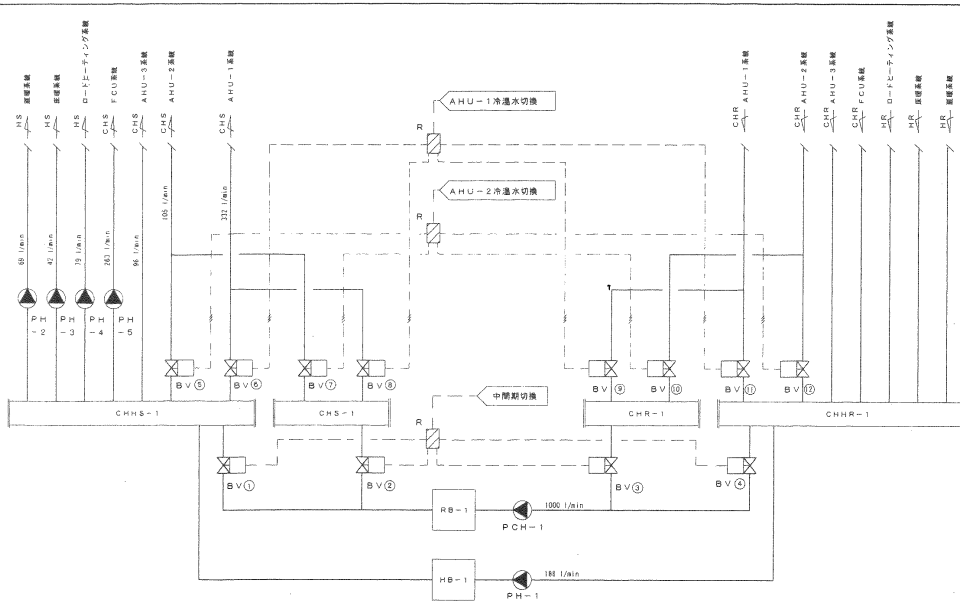 HS 温暖系統
HS 床暖系統
HS ロードヒーティング系統
CHS FCU系統
CHS AHU-3系統
CHS AHU-2系統
CHS AHU-1系統
CHR AHU-1系統
CHR AHU-2系統
CHR AHU-3系統
CHR FCU系統
HR ロードヒーティング系統
HR 床暖系統
HR 温暖系統
AHU-1冷温水切換
R
AHU-2冷温水切換
R
69 l/min
42 l/min
79 l/min
263 l/min
96 l/min
106 l/min
332 l/min
PH-2
PH-3
PH-4
PH-5
BV⑤
BV⑥
BV⑦
BV⑧
BV⑨
BV⑩
BV⑪
BV⑫
CHHS-1
CHS-1
CHR-1
CHHR-1
中間期切換
R
BV①
BV②
BV③
BV④
RB-1
PCH-1
1000 l/min
HB-1
PH-1